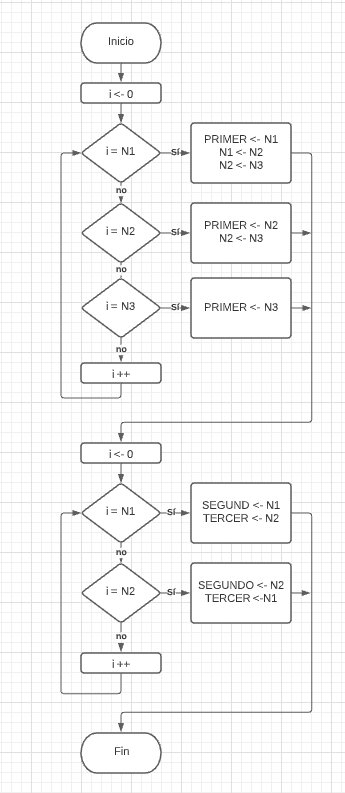 Inicio
i <- 0
i = N1
Sí
PRIMER <- N1
N1 <- N2
N2 <- N3
no
i = N2
Sí
PRIMER <- N2
N2 <- N3
no
i = N3
Sí
PRIMER <- N3
no
i ++
i <- 0
i = N1
Sí
SEGUND <- N1
TERCER <- N2
no
i = N2
Sí
SEGUNDO <- N2
TERCER <-N1
no
i ++
Fin